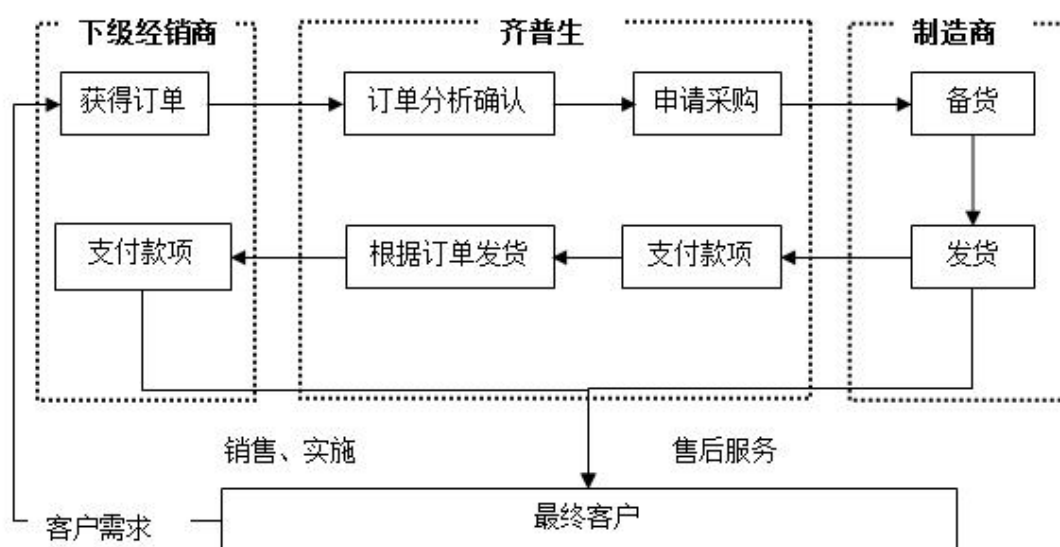 下级经销商
齐普生
制造商
获得订单
订单分析确认
申请采购
备货
支付款项
根据订单发货
支付款项
发货
销售、实施
售后服务
客户需求
最终客户